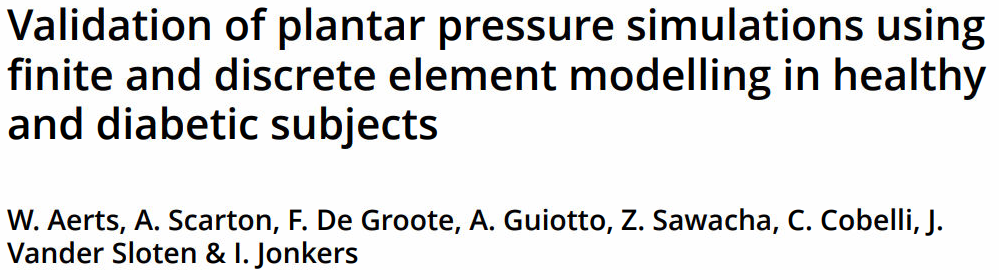 Validation of plantar pressure simulations using
finite and discrete element modelling in healthy
and diabetic subjects
W. Aerts, A. Scarton, F. De Groote, A. Guiotto, Z. Sawacha, C. Cobelli, J.
Vander Sloten & I. Jonkers